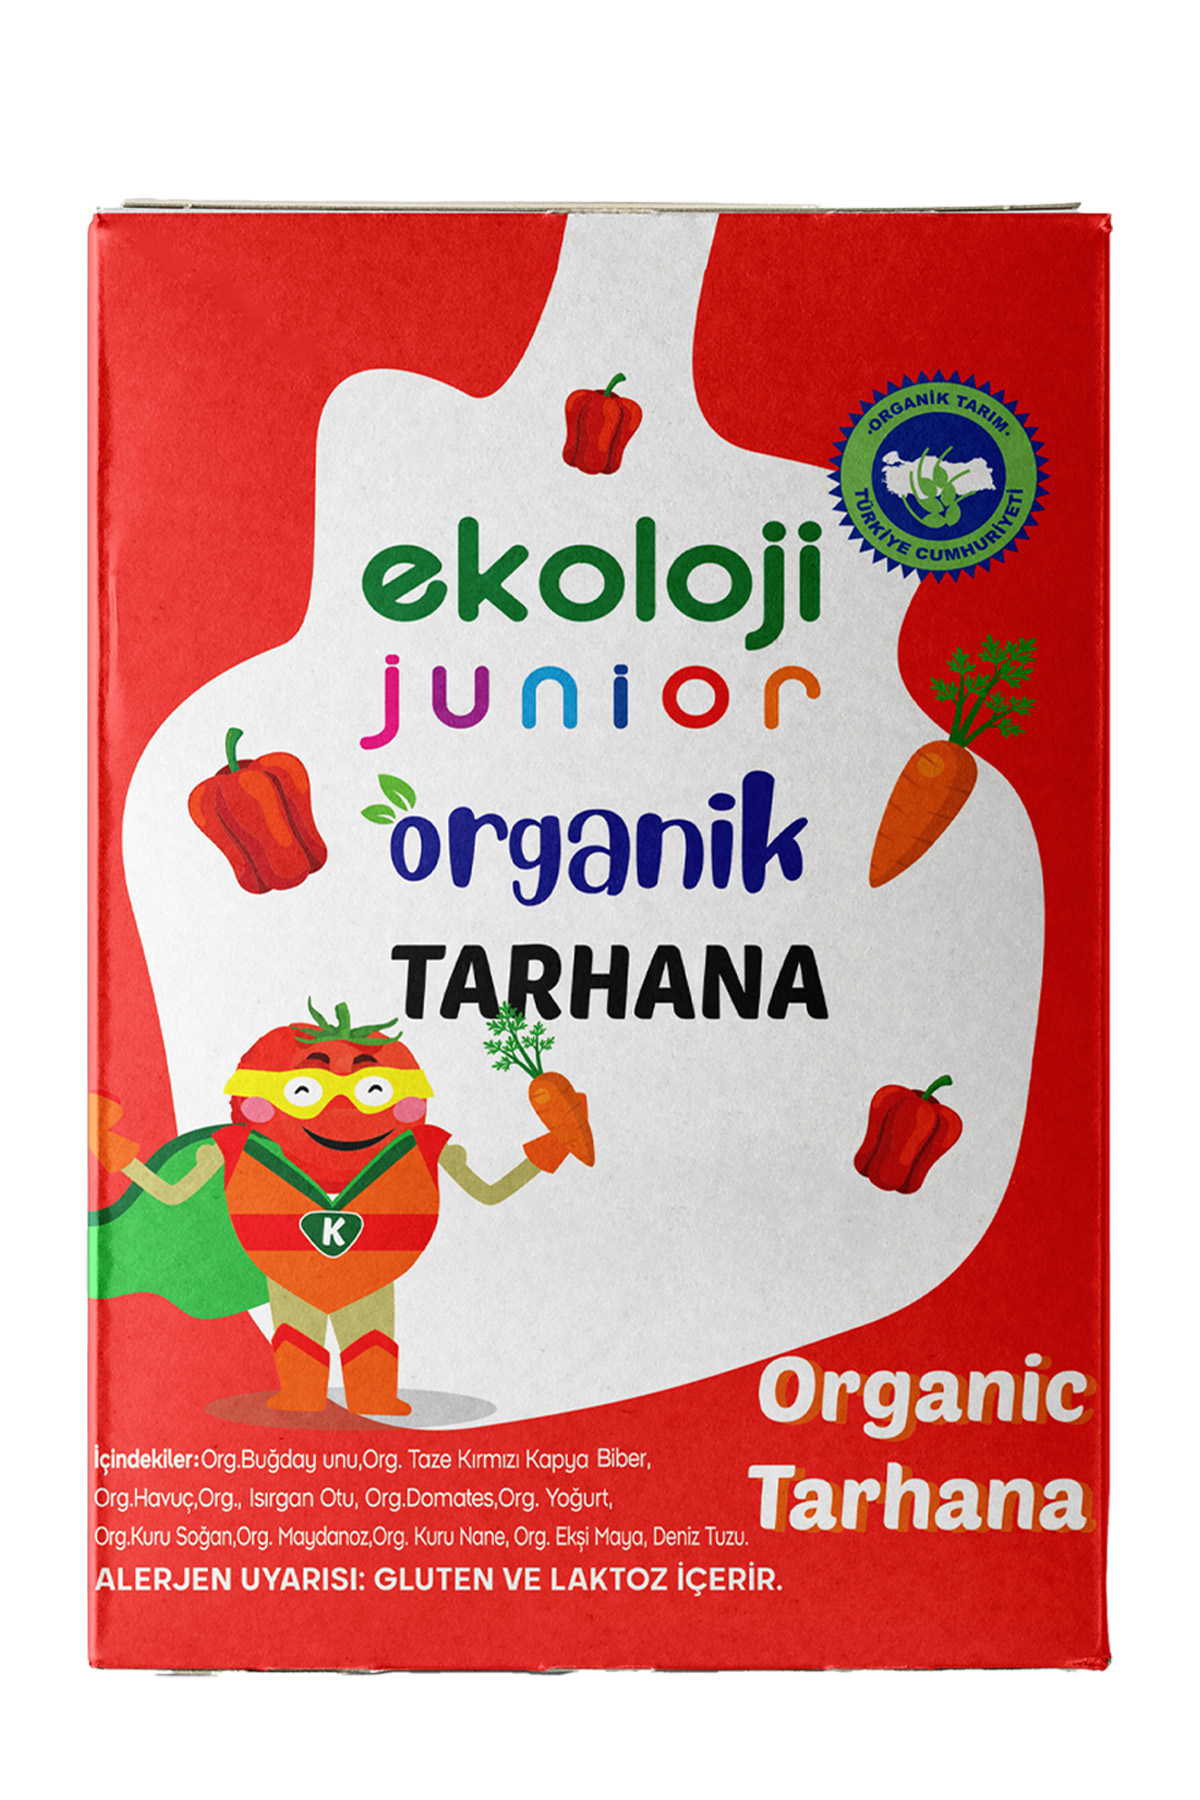 ORGANİK TARIM
TÜRKİYE CUMHURİYETİ
ekoloji
junior
organik
TARHANA
K
Organic
Tarhana
İçindekiler:Org.Buğday unu,Org. Taze Kırmızı Kapya Biber,
Org.Havuç,Org., Isırgan Otu, Org.Domates,Org. Yoğurt,
Org.Kuru Soğan,Org. Maydanoz,Org. Kuru Nane, Org. Ekşi Maya, Deniz Tuzu.
ALERJEN UYARISI: GLUTEN VE LAKTOZ İÇERİR.